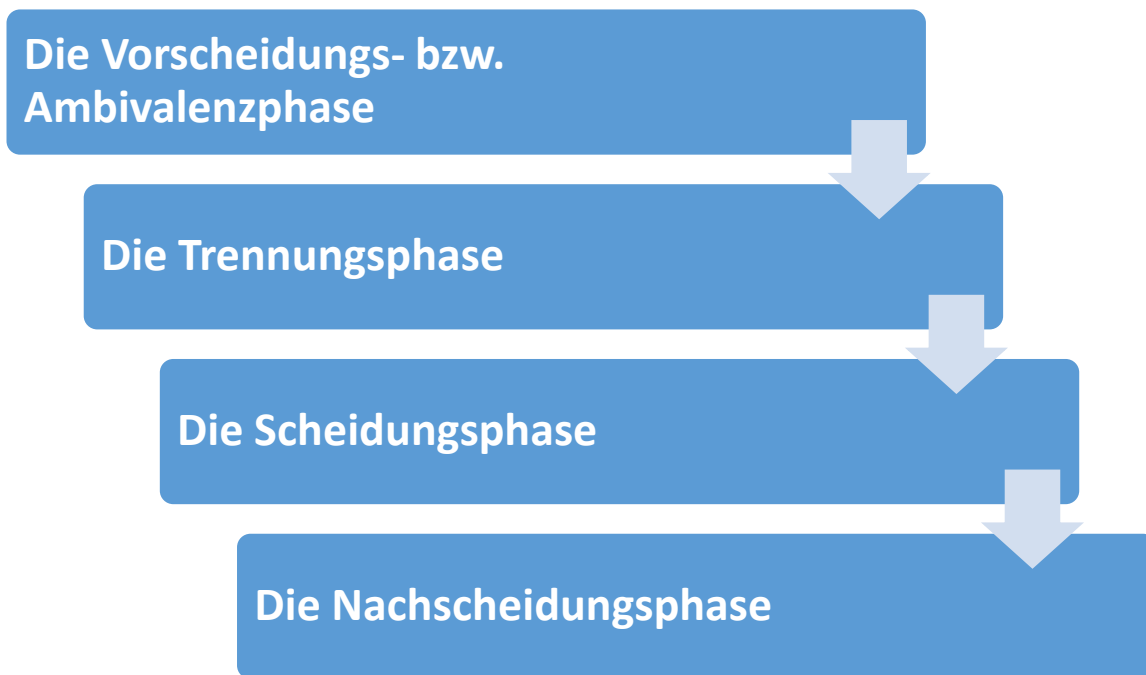 Die Vorscheidungs- bzw.
Ambivalenzphase
Die Trennungsphase
Die Scheidungsphase
Die Nachscheidungsphase